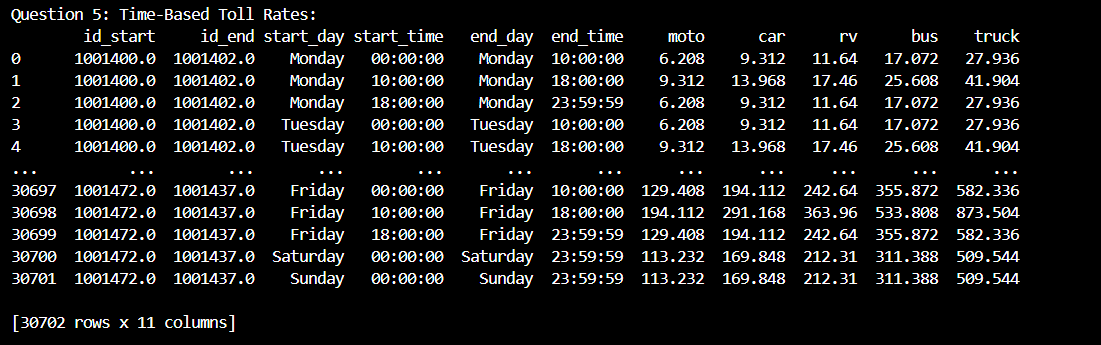 Question 5: Time-Based Toll Rates:
id_start id_end start_day start_time end_day end_time moto car rv bus truck
0 1001400.0 1001402.0 Monday 00:00:00 Monday 10:00:00 6.208 9.312 11.64 17.072 27.936
1 1001400.0 1001402.0 Monday 10:00:00 Monday 18:00:00 9.312 13.968 17.46 25.608 41.904
2 1001400.0 1001402.0 Monday 18:00:00 Monday 23:59:59 6.208 9.312 11.64 17.072 27.936
3 1001400.0 1001402.0 Tuesday 00:00:00 Tuesday 10:00:00 6.208 9.312 11.64 17.072 27.936
4 1001400.0 1001402.0 Tuesday 10:00:00 Tuesday 18:00:00 9.312 13.968 17.46 25.608 41.904
... ... ... ... ... ... ... ... ... ... ... ...
30697 1001472.0 1001437.0 Friday 00:00:00 Friday 10:00:00 129.408 194.112 242.64 355.872 582.336
30698 1001472.0 1001437.0 Friday 10:00:00 Friday 18:00:00 194.112 291.168 363.96 533.808 873.504
30699 1001472.0 1001437.0 Friday 18:00:00 Friday 23:59:59 129.408 194.112 242.64 355.872 582.336
30700 1001472.0 1001437.0 Saturday 00:00:00 Saturday 23:59:59 113.232 169.848 212.31 311.388 509.544
30701 1001472.0 1001437.0 Sunday 00:00:00 Sunday 23:59:59 113.232 169.848 212.31 311.388 509.544
[30702 rows x 11 columns]